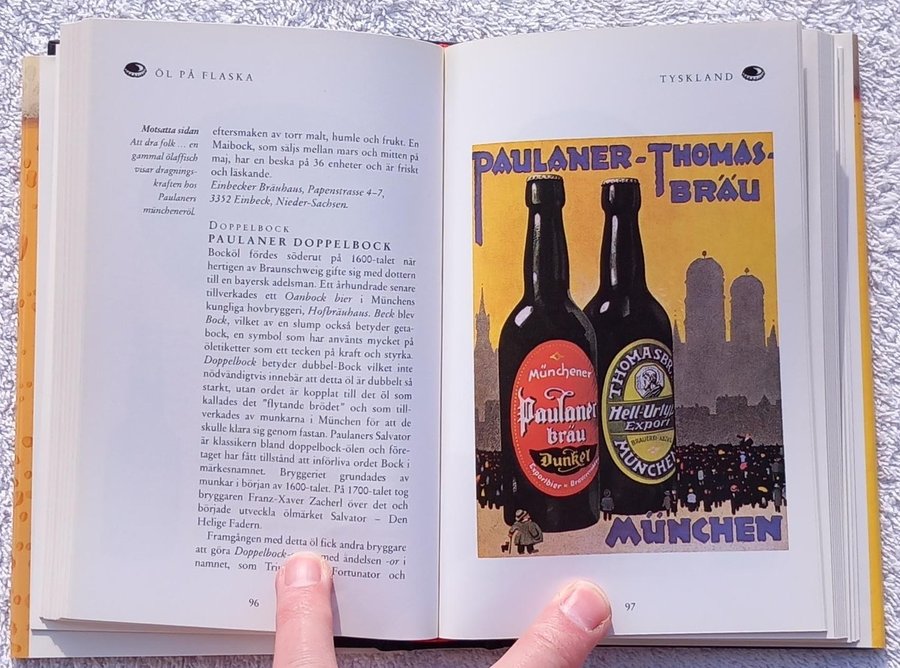 ÖL PÅ FLASKA
Motsatta sidan
Att dra folk ... en
gammal ölaffisch
visar dragnings-
kraften hos
Paulaners
müncheneröl.
eftersmaken av torr malt, humle och frukt. En
Maibock, som säljs mellan mars och mitten på
maj, har en beska på 36 enheter och är friskt
och läskande.
Einbecker Bräuhaus, Papenstrasse 4–7,
3352 Einbeck, Nieder-Sachsen.
DOPPELBOCK
PAULANER DOPPELBOCK
Bocköl fördes söderut på 1600-talet när
hertigen av Braunschweig gifte sig med dottern
till en bayersk adelsman. Ett århundrade senare
tillverkades ett Oanbock bier i Münchens
kungliga hovbryggeri, Hofbräuhaus. Beck blev
Bock, vilket av en slump också betyder geta-
bock, en symbol som har använts mycket på
öletiketter som ett tecken på kraft och styrka.
Doppelbock betyder dubbel-Bock vilket inte
nödvändigtvis innebär att detta öl är dubbelt så
starkt, utan ordet är kopplat till det öl som
kallades det "flytande brödet" och som till-
verkades av munkarna i München för att de
skulle klara sig genom fastan. Paulaners Salvator
är klassikern bland doppelbock-ölen och före-
taget har fått tillstånd att införliva ordet Bock i
märkesnamnet. Bryggeriet grundades av
munkar i början av 1600-talet. På 1700-talet tog
bryggaren Franz-Xaver Zacherl över det och
började utveckla ölmärket Salvator – Den
Helige Fadern.
Framgången med detta öl fick andra bryggare
att göra Doppelbock- med ändelsen -or i
namnet, som Fortunator och
96
TYSKLAND
PAULANER-THOMAS-
BRÄU
Münchener
Paulaner
bräu
Dunkel
Exportbier
THOMASBR
Hell-Urtyp
Export
MÜNCHEN
MÜNCHEN
97